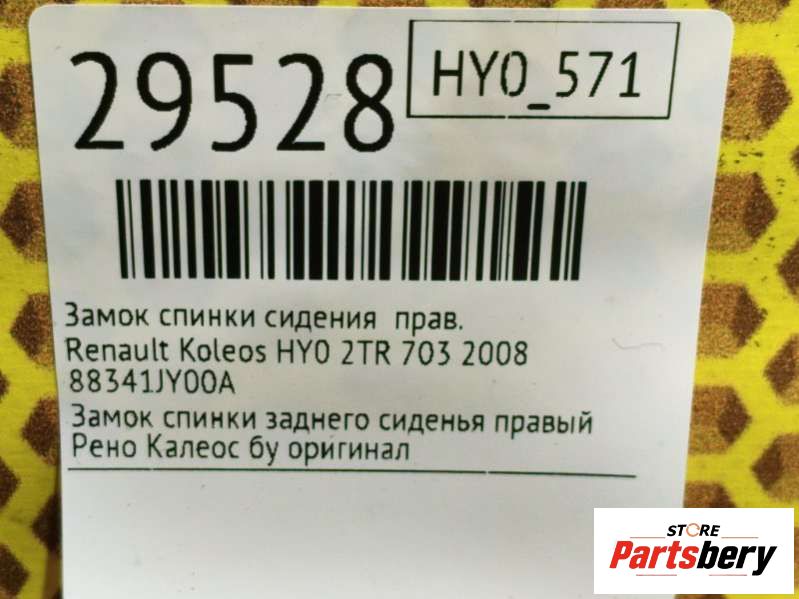 29528
HY0_571
Замок спинки сидения прав.
Renault Koleos HY0 2TR 703 2008
88341JY00A
Замок спинки заднего сиденья правый
Рено Калеос бу оригинал
STORE
Partsbery